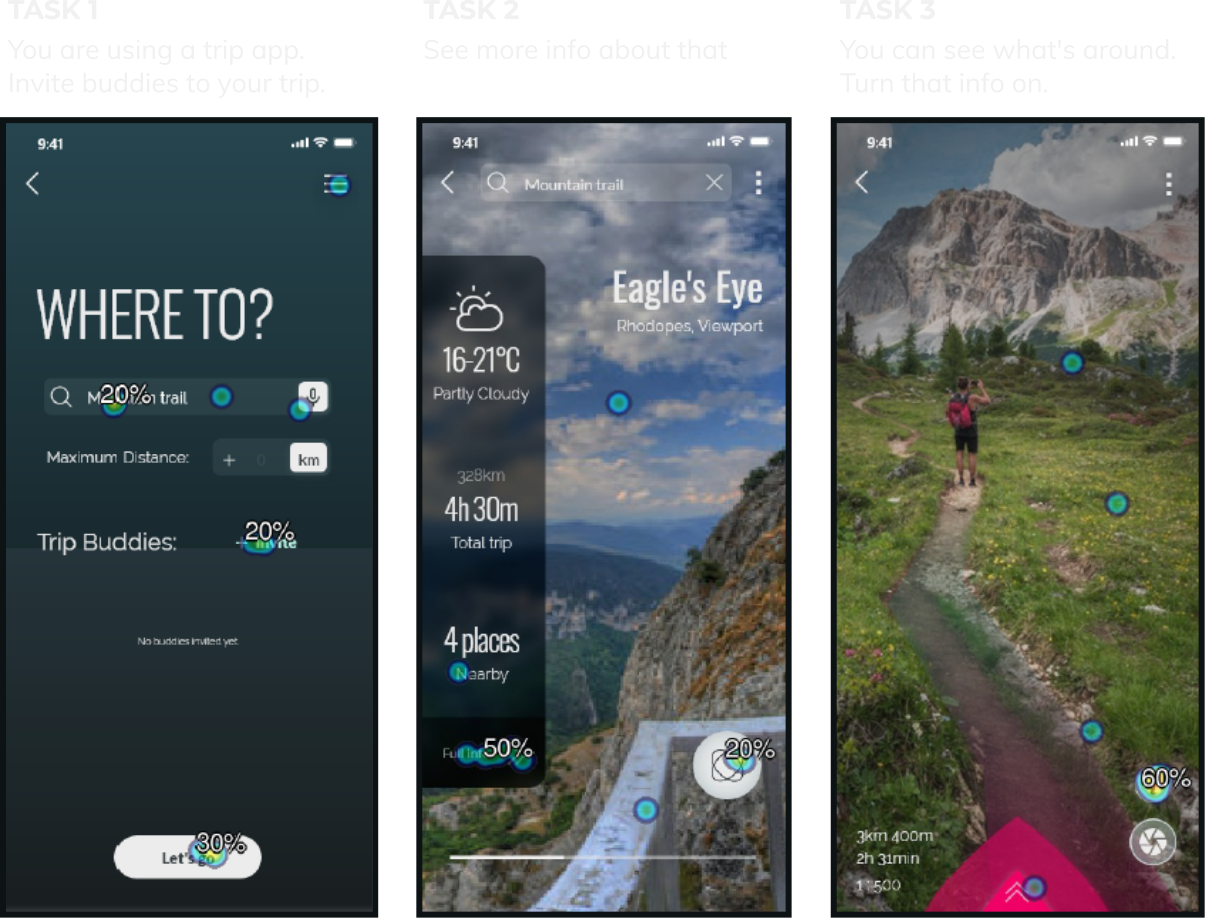 TASK 1
You are using a trip app.
Invite buddies to your trip.
9:41
WHERE TO?
20%
trail
Maximum Distance:
+ 0 km
Trip Buddies:
+ Invite
20%
No buddies invited yet.
Let's go
30%
TASK 2
See more info about that
9:41
Mountain trail
Eagle's Eye
Rhodopes, Viewport
16-21°C
Partly Cloudy
328km
4h 30m
Total trip
4 places
Nearby
Full Inf
50%
20%
TASK 3
You can see what's around.
Turn that info on.
9:41
60%
3km 400m
2h 31min
1 : 500